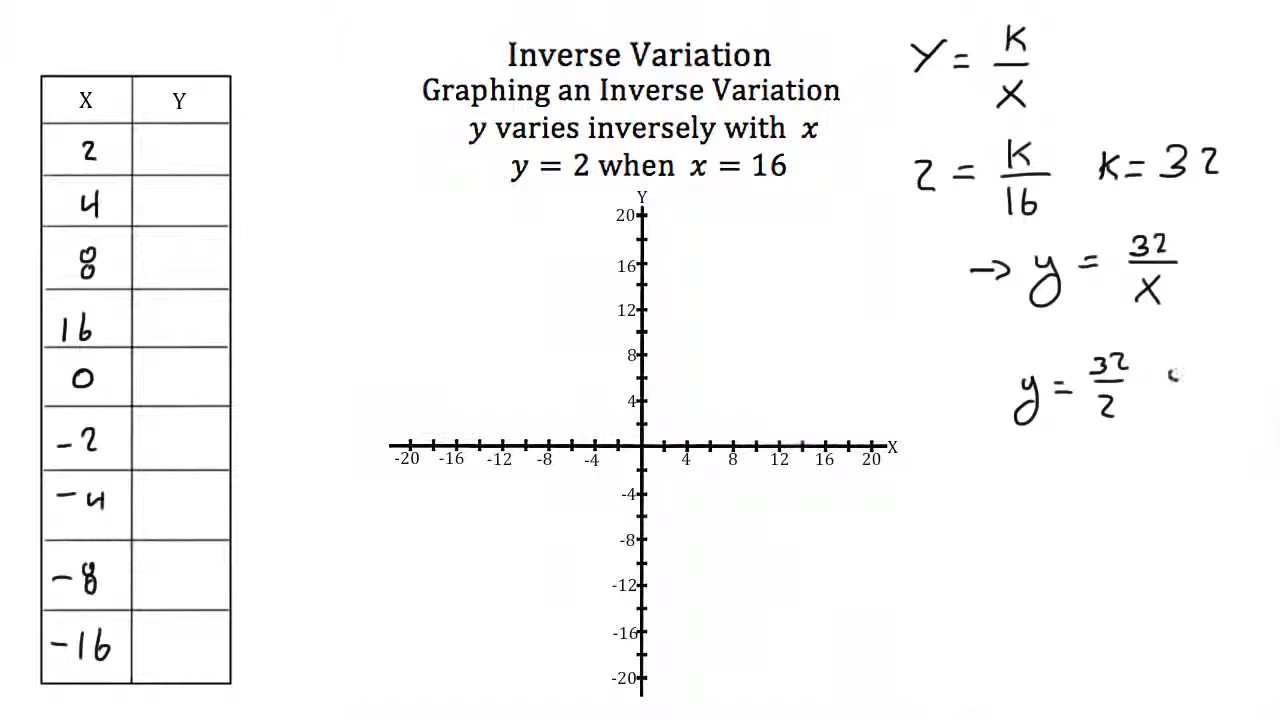 Inverse Variation
Graphing an Inverse Variation
y varies inversely with x
y = 2 when x = 16
X Y
2
4
8
16
0
-2
-4
-8
-16
Y
20
16
12
8
4
-20 -16 -12 -8 -4 4 8 12 16 20 X
-4
-8
-12
-16
-20
Y = K/X
2 = K/16 K = 32
→ y = 32/X
y = 32/2